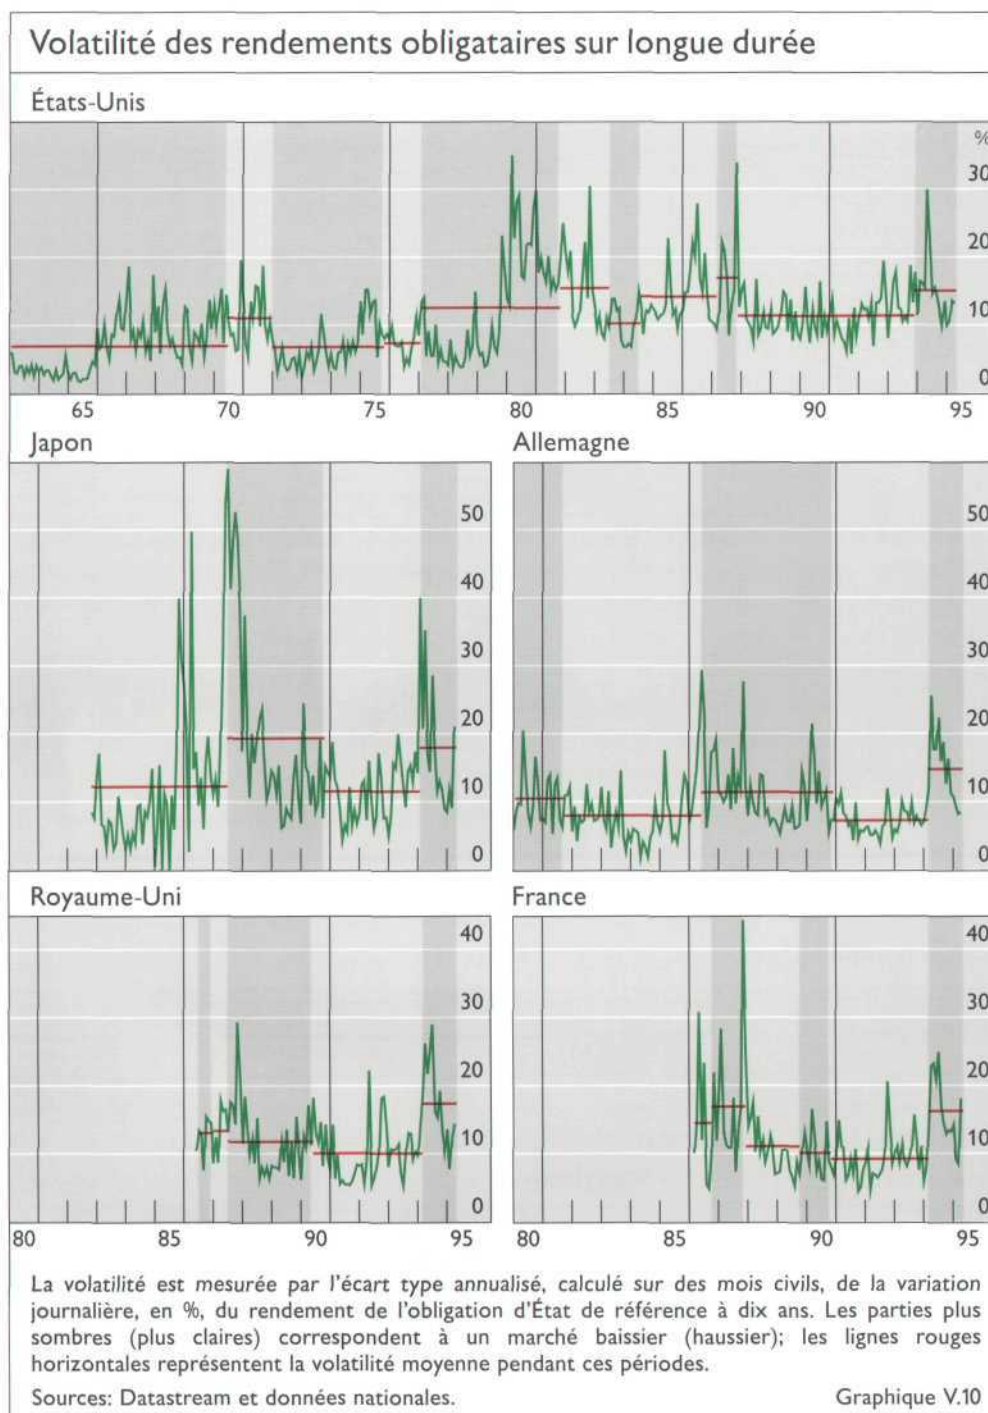 Volatilité des rendements obligataires sur longue durée
États-Unis
%
30
20
10
0
65 70 75 80 85 90 95
Japon Allemagne
50 50
40 40
30 30
20 20
10 10
0 0
Royaume-Uni France
40 40
30 30
20 20
10 10
0 0
80 85 90 95 80 85 90 95
La volatilité est mesurée par l'écart type annualisé, calculé sur des mois civils, de la variation
journalière, en %, du rendement de l'obligation d'État de référence à dix ans. Les parties plus
sombres (plus claires) correspondent à un marché baissier (haussier); les lignes rouges
horizontales représentent la volatilité moyenne pendant ces périodes.
Sources: Datastream et données nationales. Graphique V.10